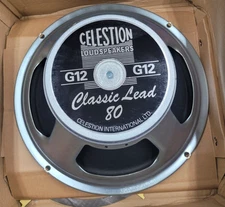 CELESTION
LOUDSPEAKERS
G12 G12
Classic Lead
80
CELESTION INTERNATIONAL LTD.